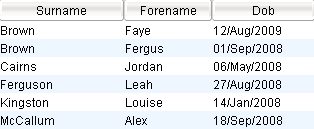 Surname Forename Dob
Brown Faye 12/Aug/2009
Brown Fergus 01/Sep/2008
Cairns Jordan 06/May/2008
Ferguson Leah 27/Aug/2008
Kingston Louise 14/Jan/2008
McCallum Alex 18/Sep/2008